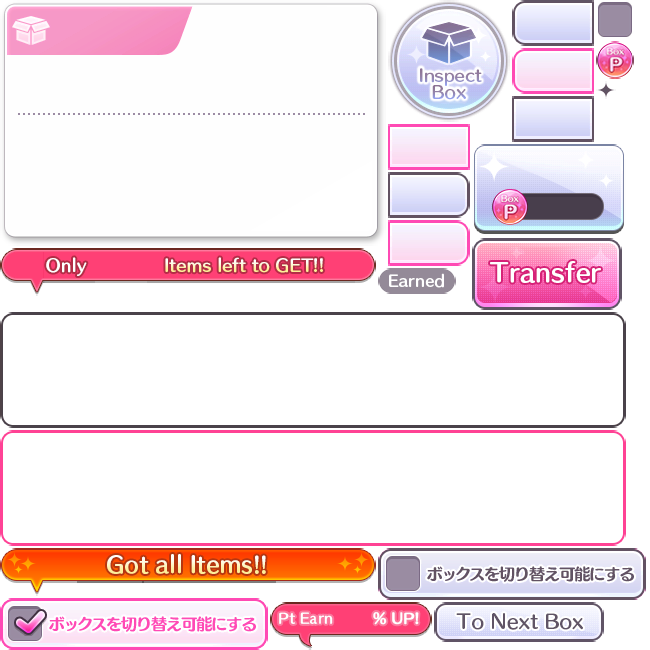 Inspect
Box
Box
P
Box
P
Only Items left to GET!!
Earned
Transfer
Got all Items!!
ボックスを切り替え可能にする
ボックスを切り替え可能にする
Pt Earn % UP!
To Next Box